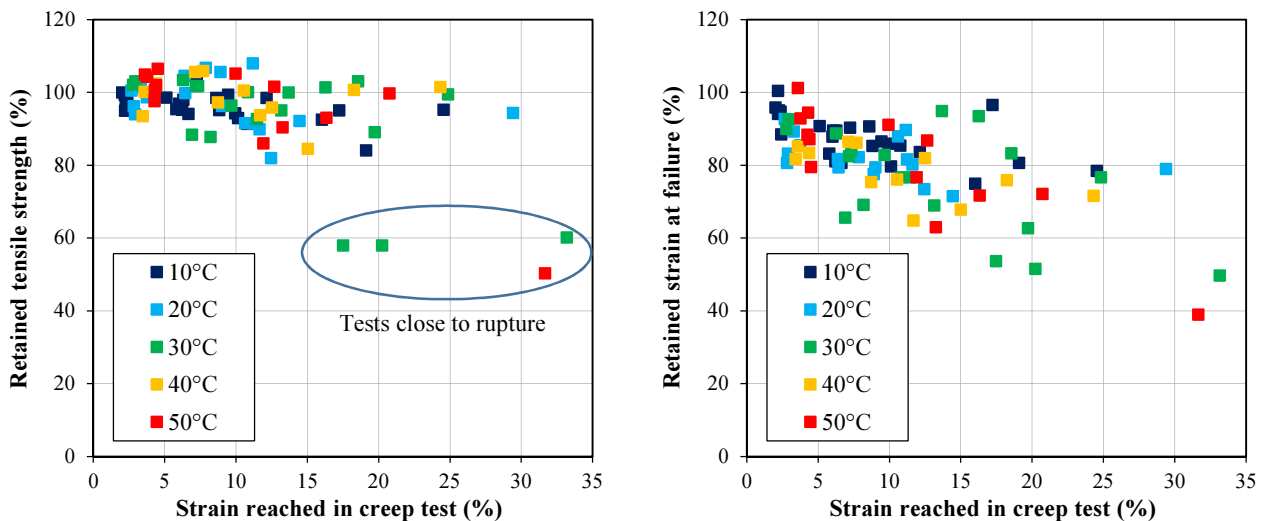 120
100
80
60
40
20
0
Retained tensile strength (%)
10°C
20°C
30°C
40°C
50°C
Tests close to rupture
0 5 10 15 20 25 30 35
Strain reached in creep test (%)
120
100
80
60
40
20
0
Retained strain at failure (%)
10°C
20°C
30°C
40°C
50°C
0 5 10 15 20 25 30 35
Strain reached in creep test (%)